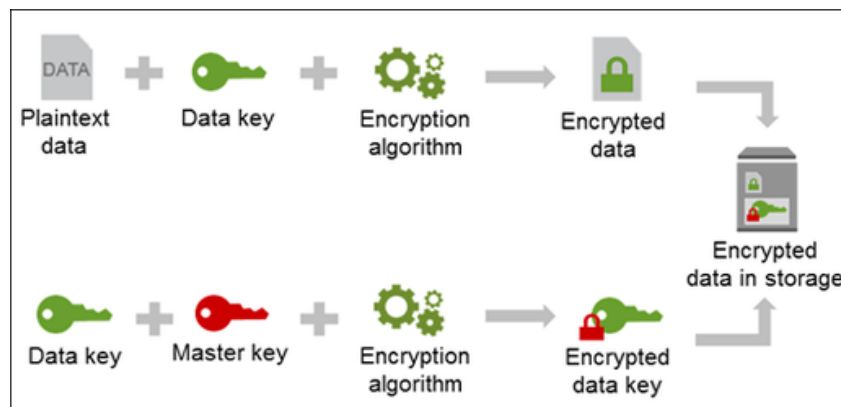 DATA
Plaintext
data
Data key
Encryption
algorithm
Encrypted
data
Encrypted
data in storage
Data key
Master key
Encryption
algorithm
Encrypted
data key